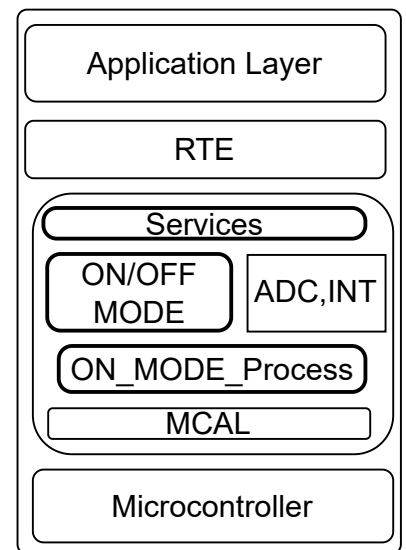 Application Layer
RTE
Services
ON/OFF
MODE
ADC,INT
ON_MODE_Process
MCAL
Microcontroller